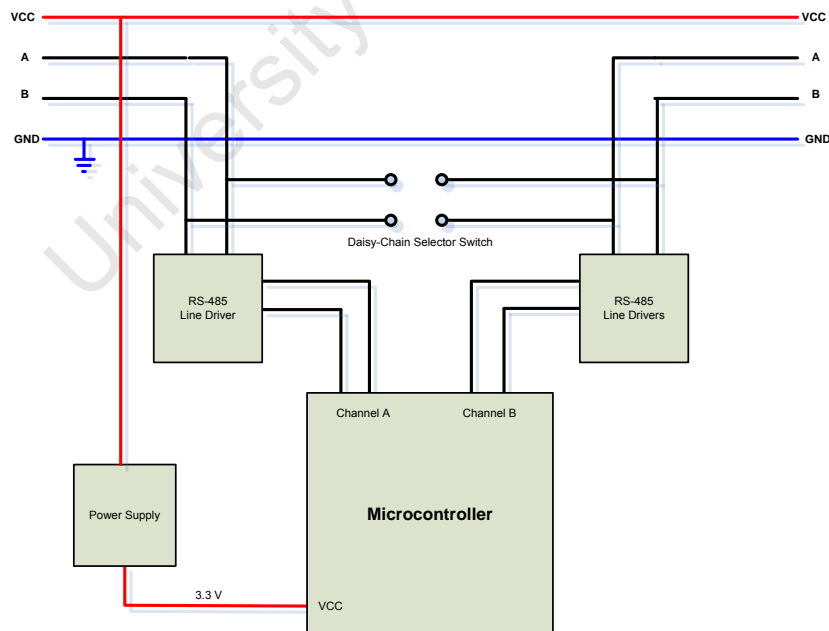 VCC
VCC
A
A
B
B
GND
GND
University
Daisy-Chain Selector Switch
RS-485
Line Driver
RS-485
Line Drivers
Channel A
Channel B
Microcontroller
Power Supply
3.3 V
VCC